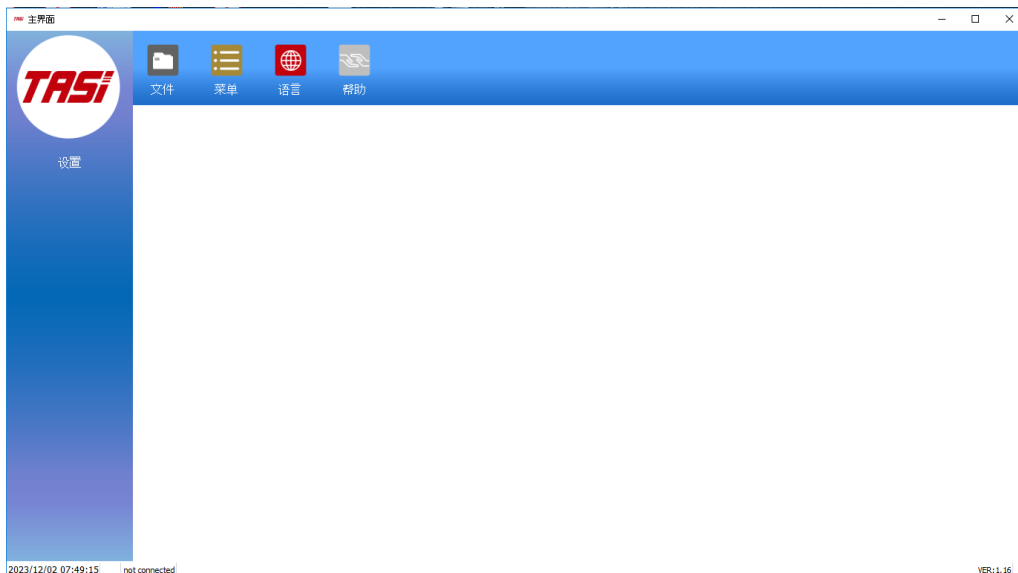 TASI 主界面
TASI
文件 菜单 语言 帮助
设置
2023/12/02 07:49:15 not connected VER:1.16